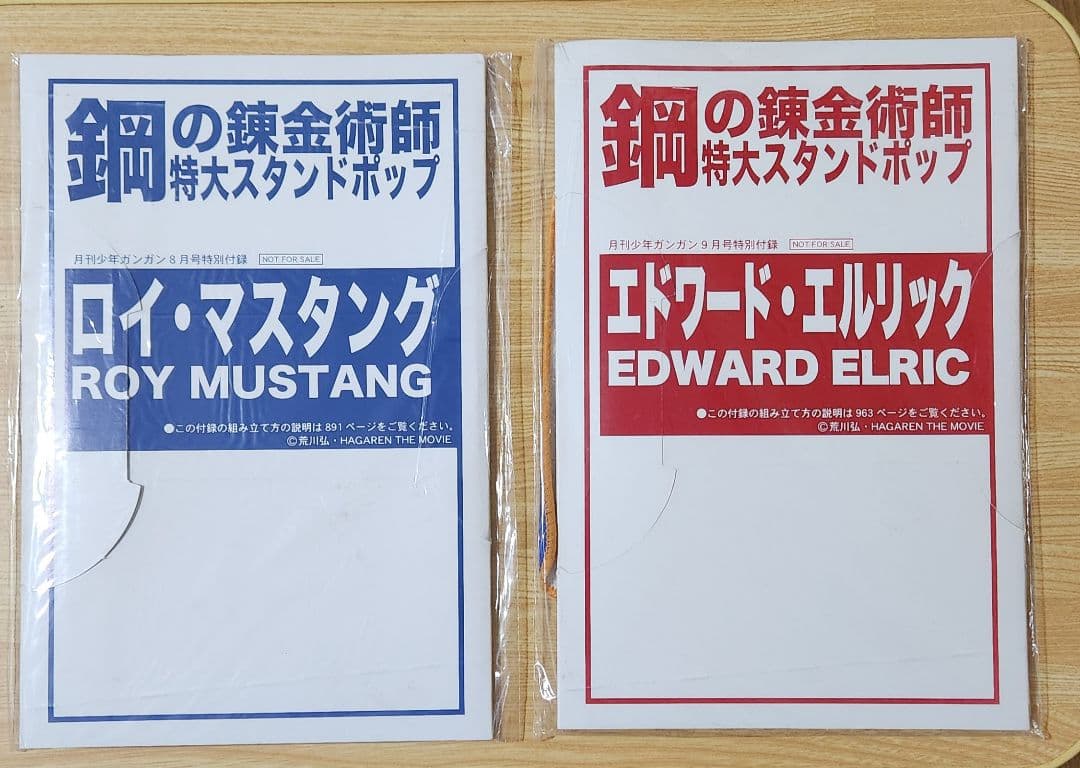 鋼の錬金術師
特大スタンドポップ
月刊少年ガンガン8月号特別付録 NOT FOR SALE
ロイ・マスタング
ROY MUSTANG
●この付録の組み立て方の説明は891ページをご覧ください。
©荒川弘・HAGAREN THE MOVIE
鋼の錬金術師
特大スタンドポップ
月刊少年ガンガン9月号特別付録 NOT FOR SALE
エドワード・エルリック
EDWARD ELRIC
●この付録の組み立て方の説明は963ページをご覧ください。
©荒川弘・HAGAREN THE MOVIE